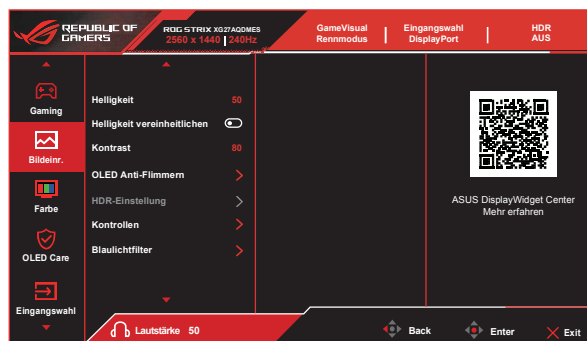 REPUBLIC OF
GAMERS
ROG STRIX XG27AQDMES
2560 x 1440 | 240Hz
GameVisual
Rennmodus
Eingangswahl
DisplayPort
HDR
AUS
Gaming
Bildeinr.
Farbe
OLED Care
Eingangswahl
Helligkeit 50
Helligkeit vereinheitlichen
Kontrast 80
OLED Anti-Flimmern
HDR-Einstellung
Kontrollen
Blaulichtfilter
ASUS DisplayWidget Center
Mehr erfahren
Lautstärke 50
Back
Enter
Exit